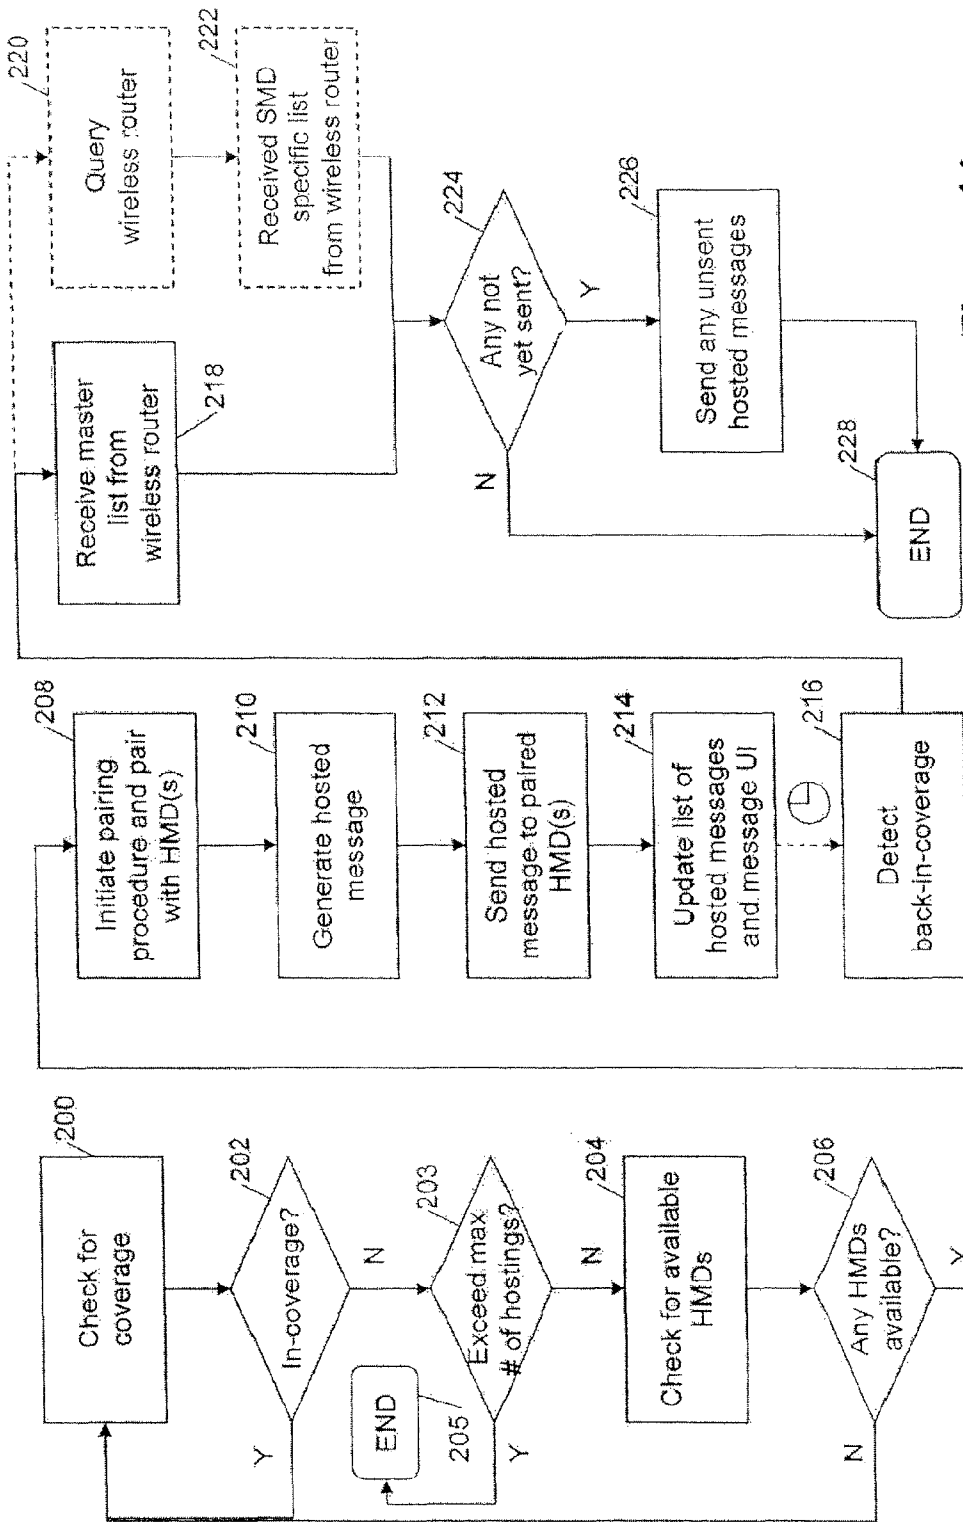 200
Check for
coverage
202
In-coverage?
Y
N
203
Exceed max
# of hostings?
END
205
Y
N
204
Check for available
HMDs
206
Any HMDs
available?
N
Y
208
Initiate pairing
procedure and pair
with HMD(s)
210
Generate hosted
message
212
Send hosted
message to paired
HMD(s)
214
Update list of
hosted messages
and message UI
216
Detect
back-in-coverage
Receive master
list from
wireless router
218
220
Query
wireless router
222
Received SMD
specific list
from wireless router
224
Any not
yet sent?
N
Y
226
Send any unsent
hosted messages
228
END